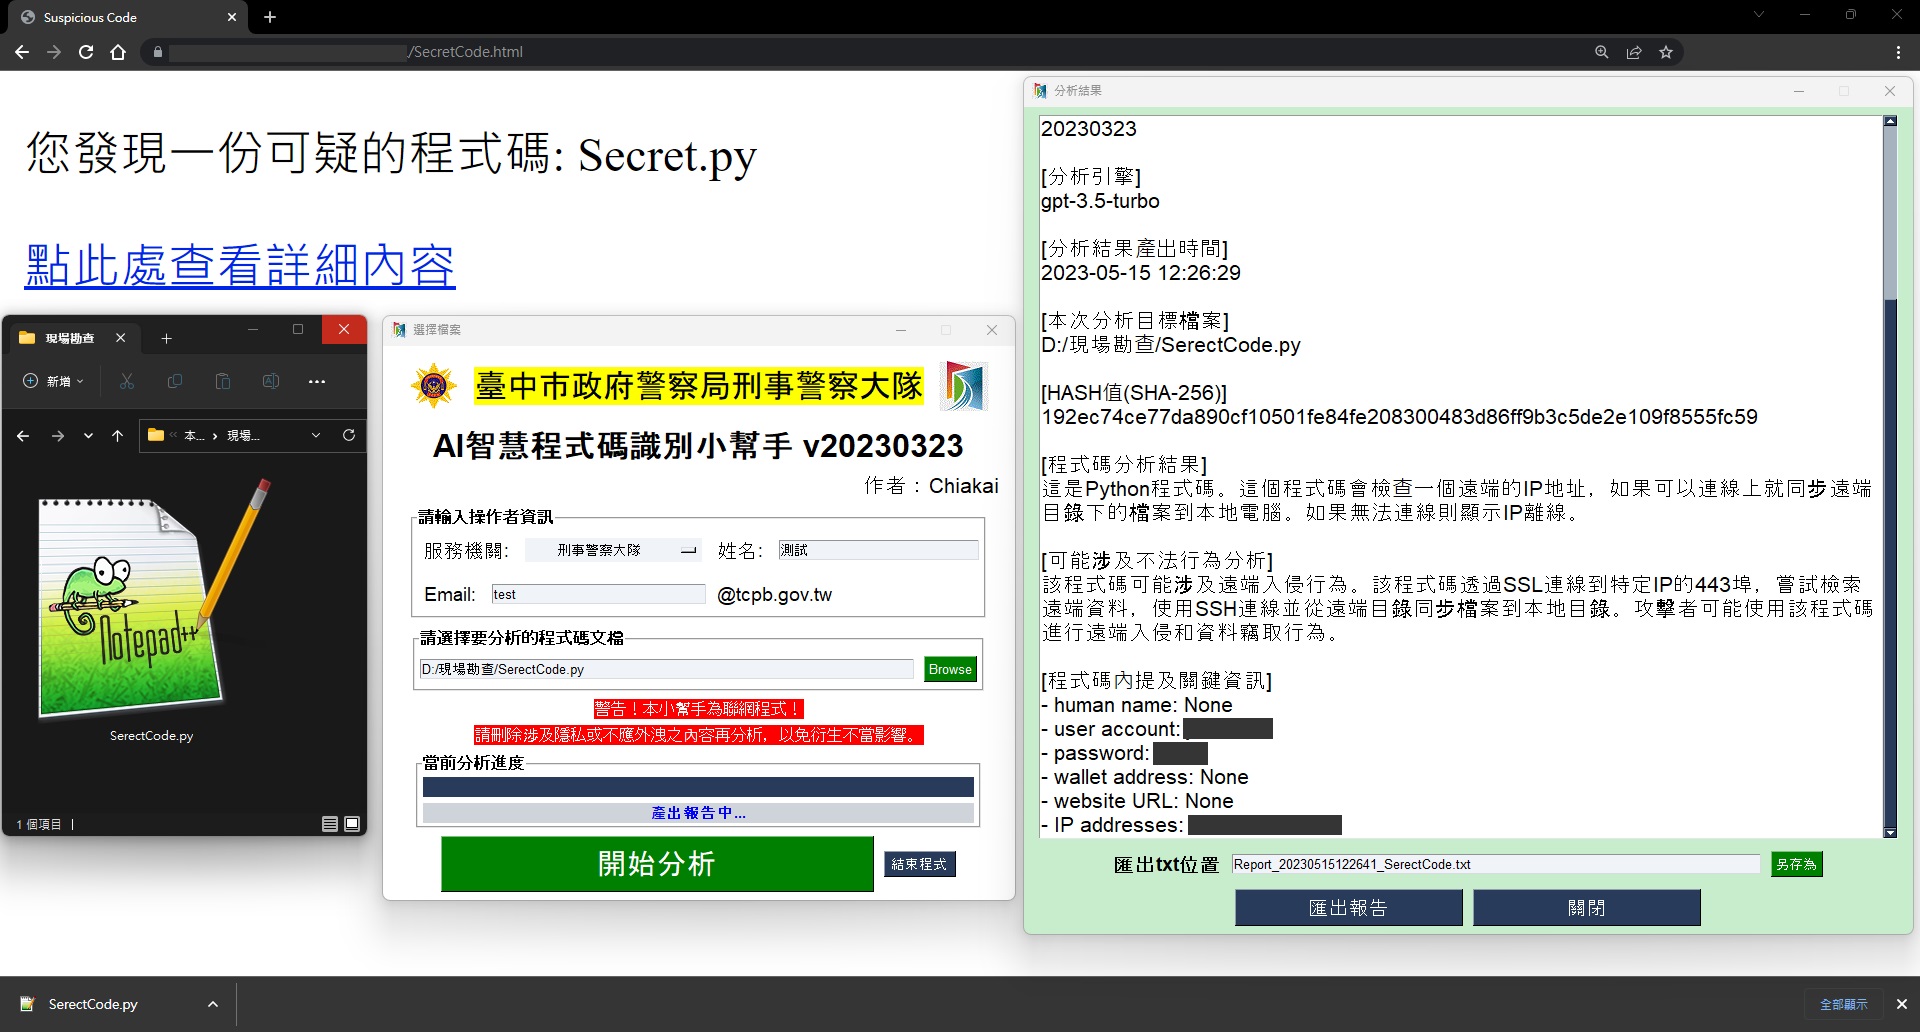 Suspicious Code
/SecretCode.html
您發現一份可疑的程式碼: Secret.py
點此處查看詳細內容
現場勘查
新增
本... 現場...
Notepad++
SerectCode.py
1 個項目
選擇檔案
臺中市政府警察局刑事警察大隊
AI智慧程式碼識別小幫手 v20230323
作者：Chiakai
請輸入操作者資訊
服務機關: 刑事警察大隊 姓名: 測試
Email: test @tcpb.gov.tw
請選擇要分析的程式碼文檔
D:/現場勘查/SerectCode.py Browse
警告！本小幫手為聯網程式！
請刪除涉及隱私或不應外洩之內容再分析，以免衍生不當影響。
當前分析進度
產出報告中...
開始分析 結束程式
分析結果
20230323
[分析引擎]
gpt-3.5-turbo
[分析結果產出時間]
2023-05-15 12:26:29
[本次分析目標檔案]
D:/現場勘查/SerectCode.py
[HASH值(SHA-256)]
192ec74ce77da890cf10501fe84fe208300483d86ff9b3c5de2e109f8555fc59
[程式碼分析結果]
這是Python程式碼。這個程式碼會檢查一個遠端的IP地址，如果可以連線上就同步遠端
目錄下的檔案到本地電腦。如果無法連線則顯示IP離線。
[可能涉及不法行為分析]
該程式碼可能涉及遠端入侵行為。該程式碼透過SSL連線到特定IP的443埠，嘗試檢索
遠端資料，使用SSH連線並從遠端目錄同步檔案到本地目錄。攻擊者可能使用該程式碼
進行遠端入侵和資料竊取行為。
[程式碼內提及關鍵資訊]
- human name: None
- user account:
- password:
- wallet address: None
- website URL: None
- IP addresses:
匯出txt位置 Report_20230515122641_SerectCode.txt 另存為
匯出報告 關閉
SerectCode.py
全部顯示